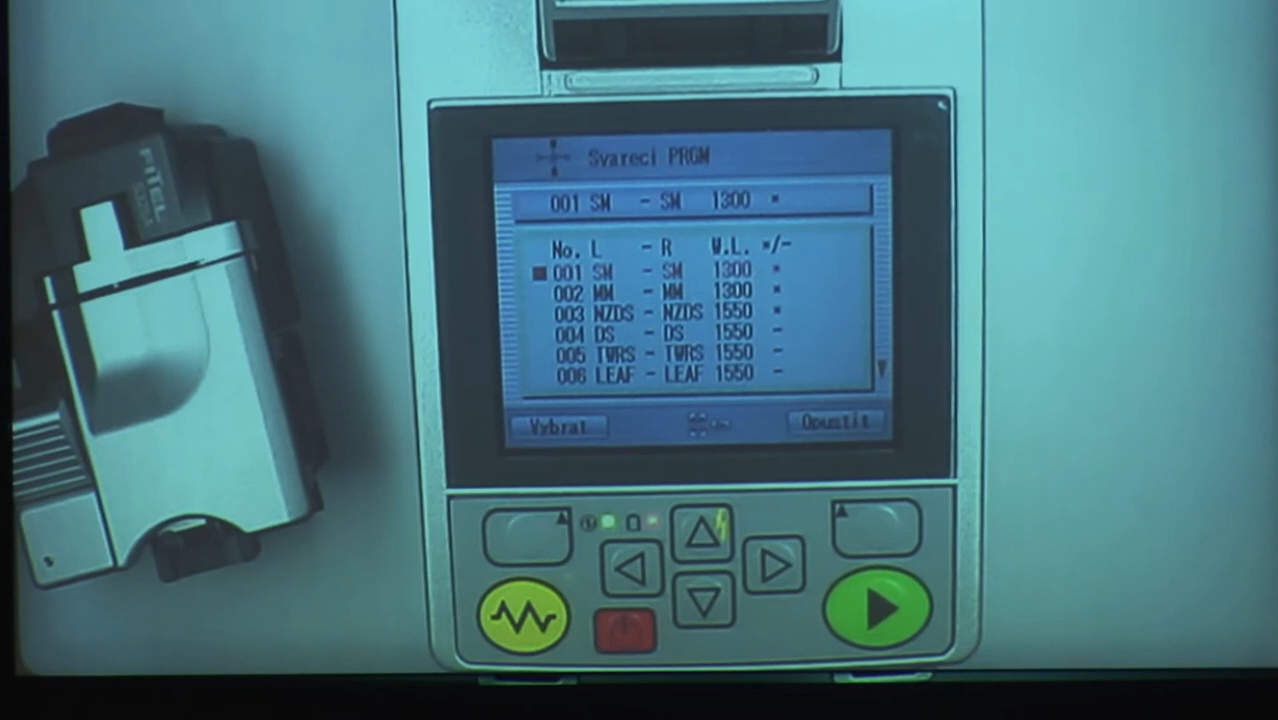 FITEL
Svareci PRGM
001 SM - SM 1300 *
No. L - R W.L. */-
001 SM - SM 1300 *
002 MM - MM 1300 *
003 NZDS - NZDS 1550 *
004 DS - DS 1550 -
005 TWRS - TWRS 1550 -
006 LEAF - LEAF 1550 -
Vybrat
Opustit